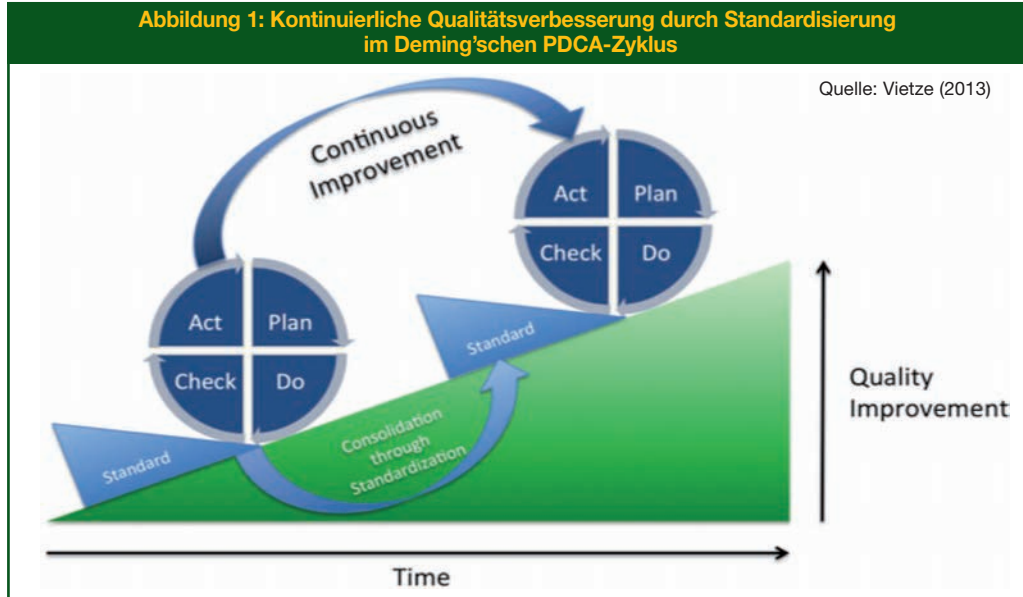 Abbildung 1: Kontinuierliche Qualitätsverbesserung durch Standardisierung
im Deming’schen PDCA-Zyklus
Quelle: Vietze (2013)
Continuous
Improvement
Act
Plan
Check
Do
Act
Plan
Check
Do
Standard
Standard
Consolidation
through
Standardization
Quality
Improvement
Time